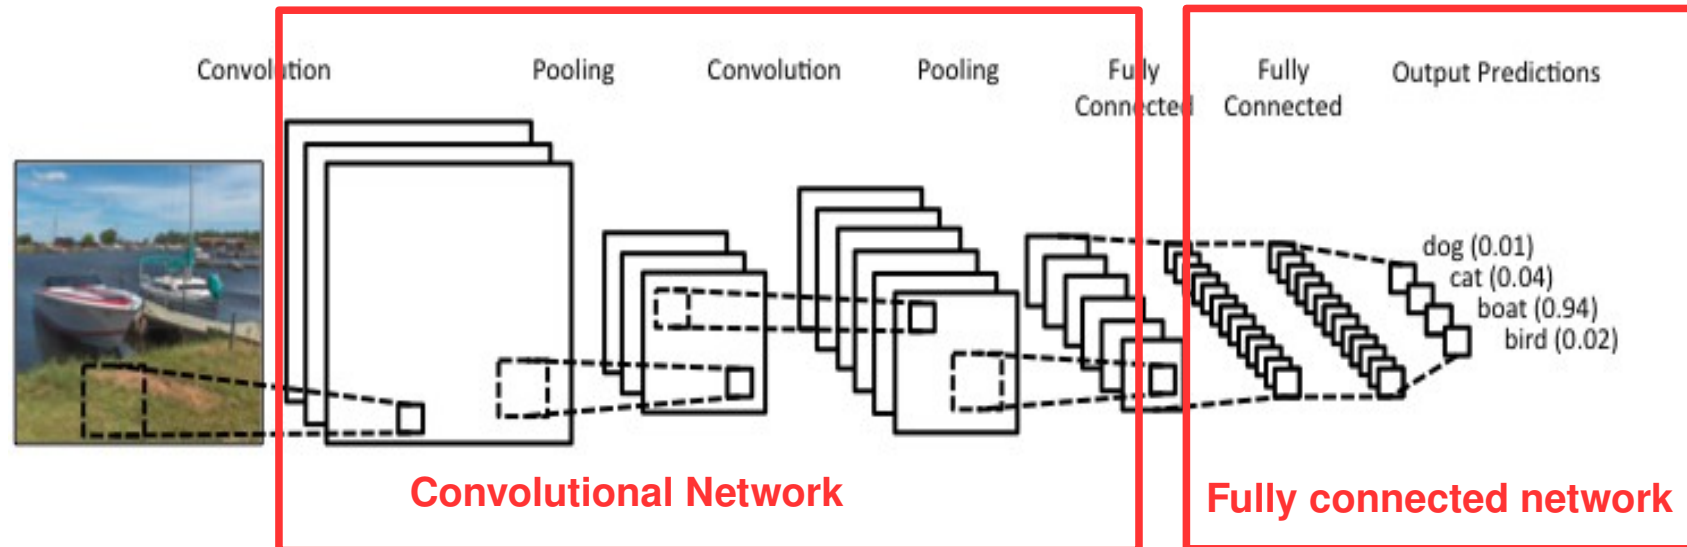 Convolution Pooling Convolution Pooling Fully Connected Fully Connected Output Predictions
dog (0.01)
cat (0.04)
boat (0.94)
bird (0.02)
Convolutional Network
Fully connected network